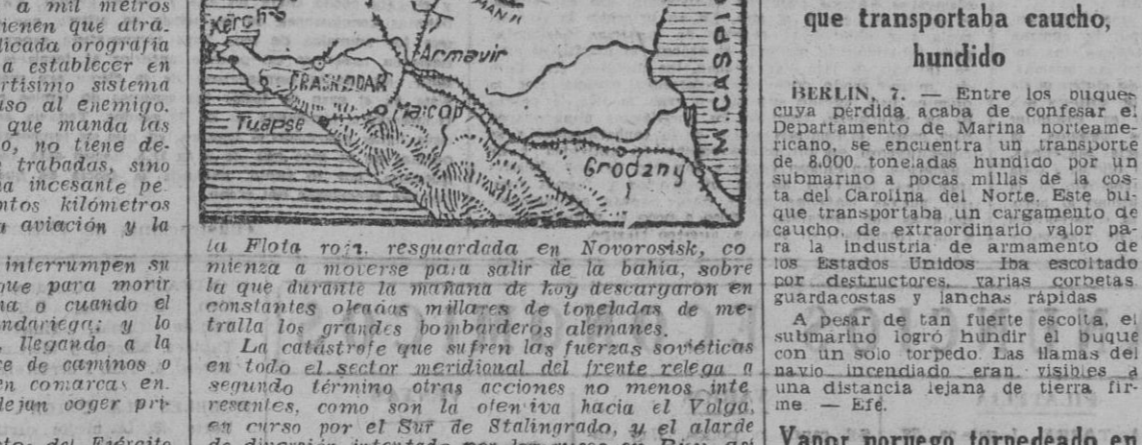 a mil metros
ienen que atra-
licada orografía
a establecer en
rtísimo sistema
uso al enemigo.
que manda las
o, no tiene de-
trabadas, sino
a incesante pe-
ntos kilómetros
aviación y la
interrumpen su
que para morir
na o cuando el
ndariega; y lo
, llegando a la
e de caminos o
en comarcas en-
lejan coger pri-
to: del Ejército
Kerch
Armavir
CRASNODAR
Maicop
Tuapse
Grodzny
M. CASPIO
la Flota roja, resguardada en Novorosisk, co
mienza a moverse para salir de la bahía, sobre
la que durante la mañana de hoy descargaron en
constantes oleadas millares de toneladas de me-
tralla los grandes bombarderos alemanes.
La catástrofe que sufren las fuerzas soviéticas
en todo el sector meridional del frente relega a
segundo término otras acciones no menos inte
resantes, como son la ofen iva hacia el Volga,
en curso por el Sur de Stalingrado, y el alarde
que transportaba caucho,
hundido
BERLIN, 7. — Entre los buques
cuya pérdida acaba de confesar el
Departamento de Marina norteame-
ricano, se encuentra un transporte
de 8.000 toneladas hundido por un
submarino a pocas millas de la cos-
ta del Carolina del Norte. Este bu-
que transportaba un cargamento de
caucho, de extraordinario valor pa-
ra la industria de armamento de
los Estados Unidos Iba escoltado
por destructores, varias corbetas
guardacostas y lanchas rápidas
A pesar de tan fuerte escolta, el
submarino logró hundir el buque
con un solo torpedo. Las llamas del
navío incendiado eran visibles a
una distancia lejana de tierra fir-
me — Efe.
Vapor noruego torpedeado en